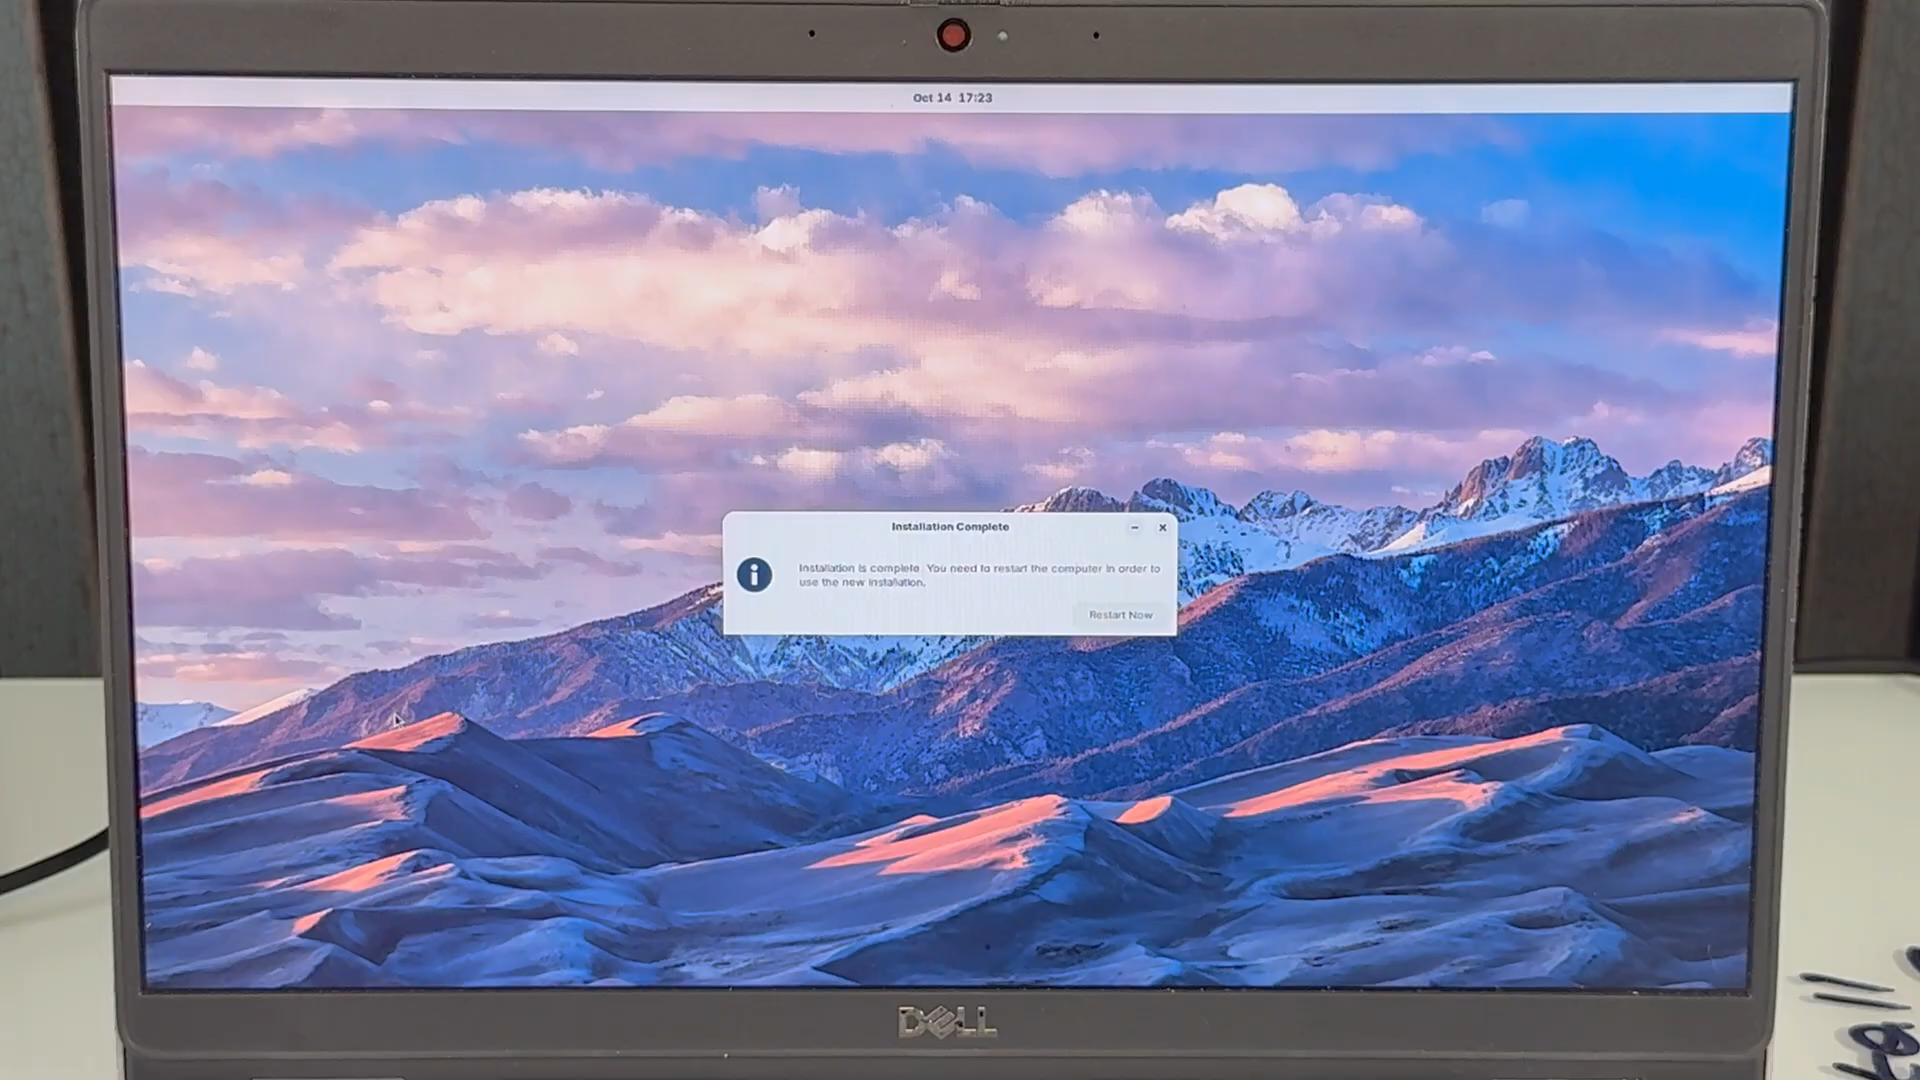 Oct 14 17:23
Installation Complete
Installation is complete. You need to restart the computer in order to
use the new installation.
Restart Now
DELL